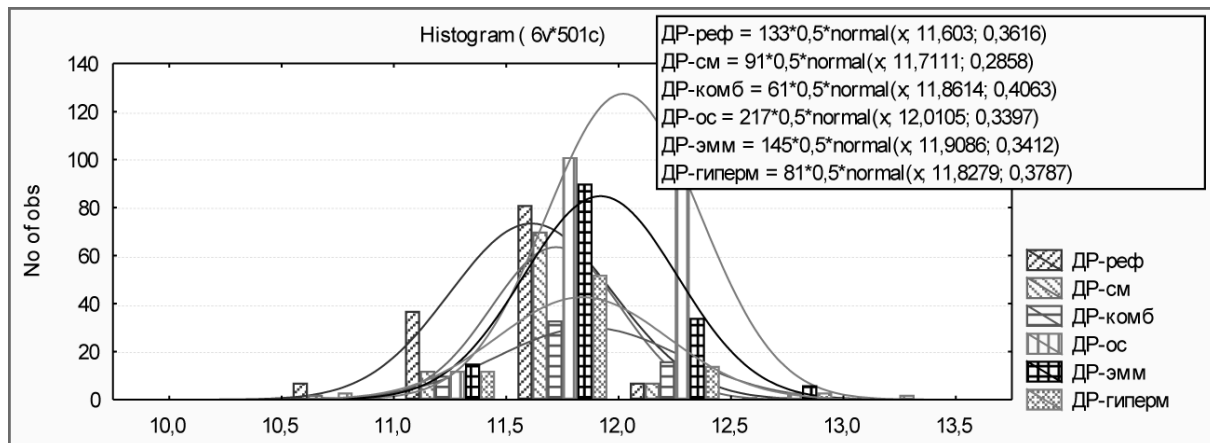 Histogram ( 6v*501c)
ДР-реф = 133*0,5*normal(x; 11,603; 0,3616)
ДР-см = 91*0,5*normal(x; 11,7111; 0,2858)
ДР-комб = 61*0,5*normal(x; 11,8614; 0,4063)
ДР-ос = 217*0,5*normal(x; 12,0105; 0,3397)
ДР-эмм = 145*0,5*normal(x; 11,9086; 0,3412)
ДР-гиперм = 81*0,5*normal(x; 11,8279; 0,3787)
No of obs
140
120
100
80
60
40
20
0
10,0 10,5 11,0 11,5 12,0 12,5 13,0 13,5
ДР-реф
ДР-см
ДР-комб
ДР-ос
ДР-эмм
ДР-гиперм